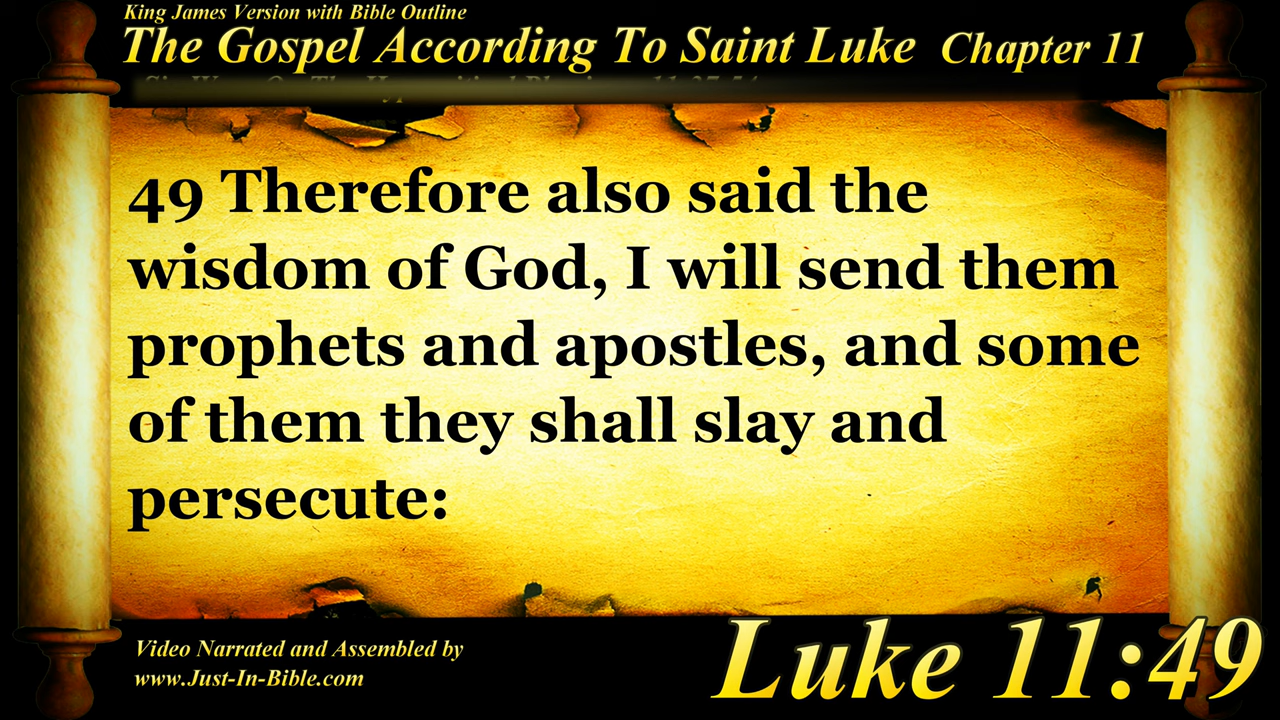 King James Version with Bible Outline
The Gospel According To Saint Luke Chapter 11
49 Therefore also said the
wisdom of God, I will send them
prophets and apostles, and some
of them they shall slay and
persecute:
Video Narrated and Assembled by
www.Just-In-Bible.com
Luke 11:49